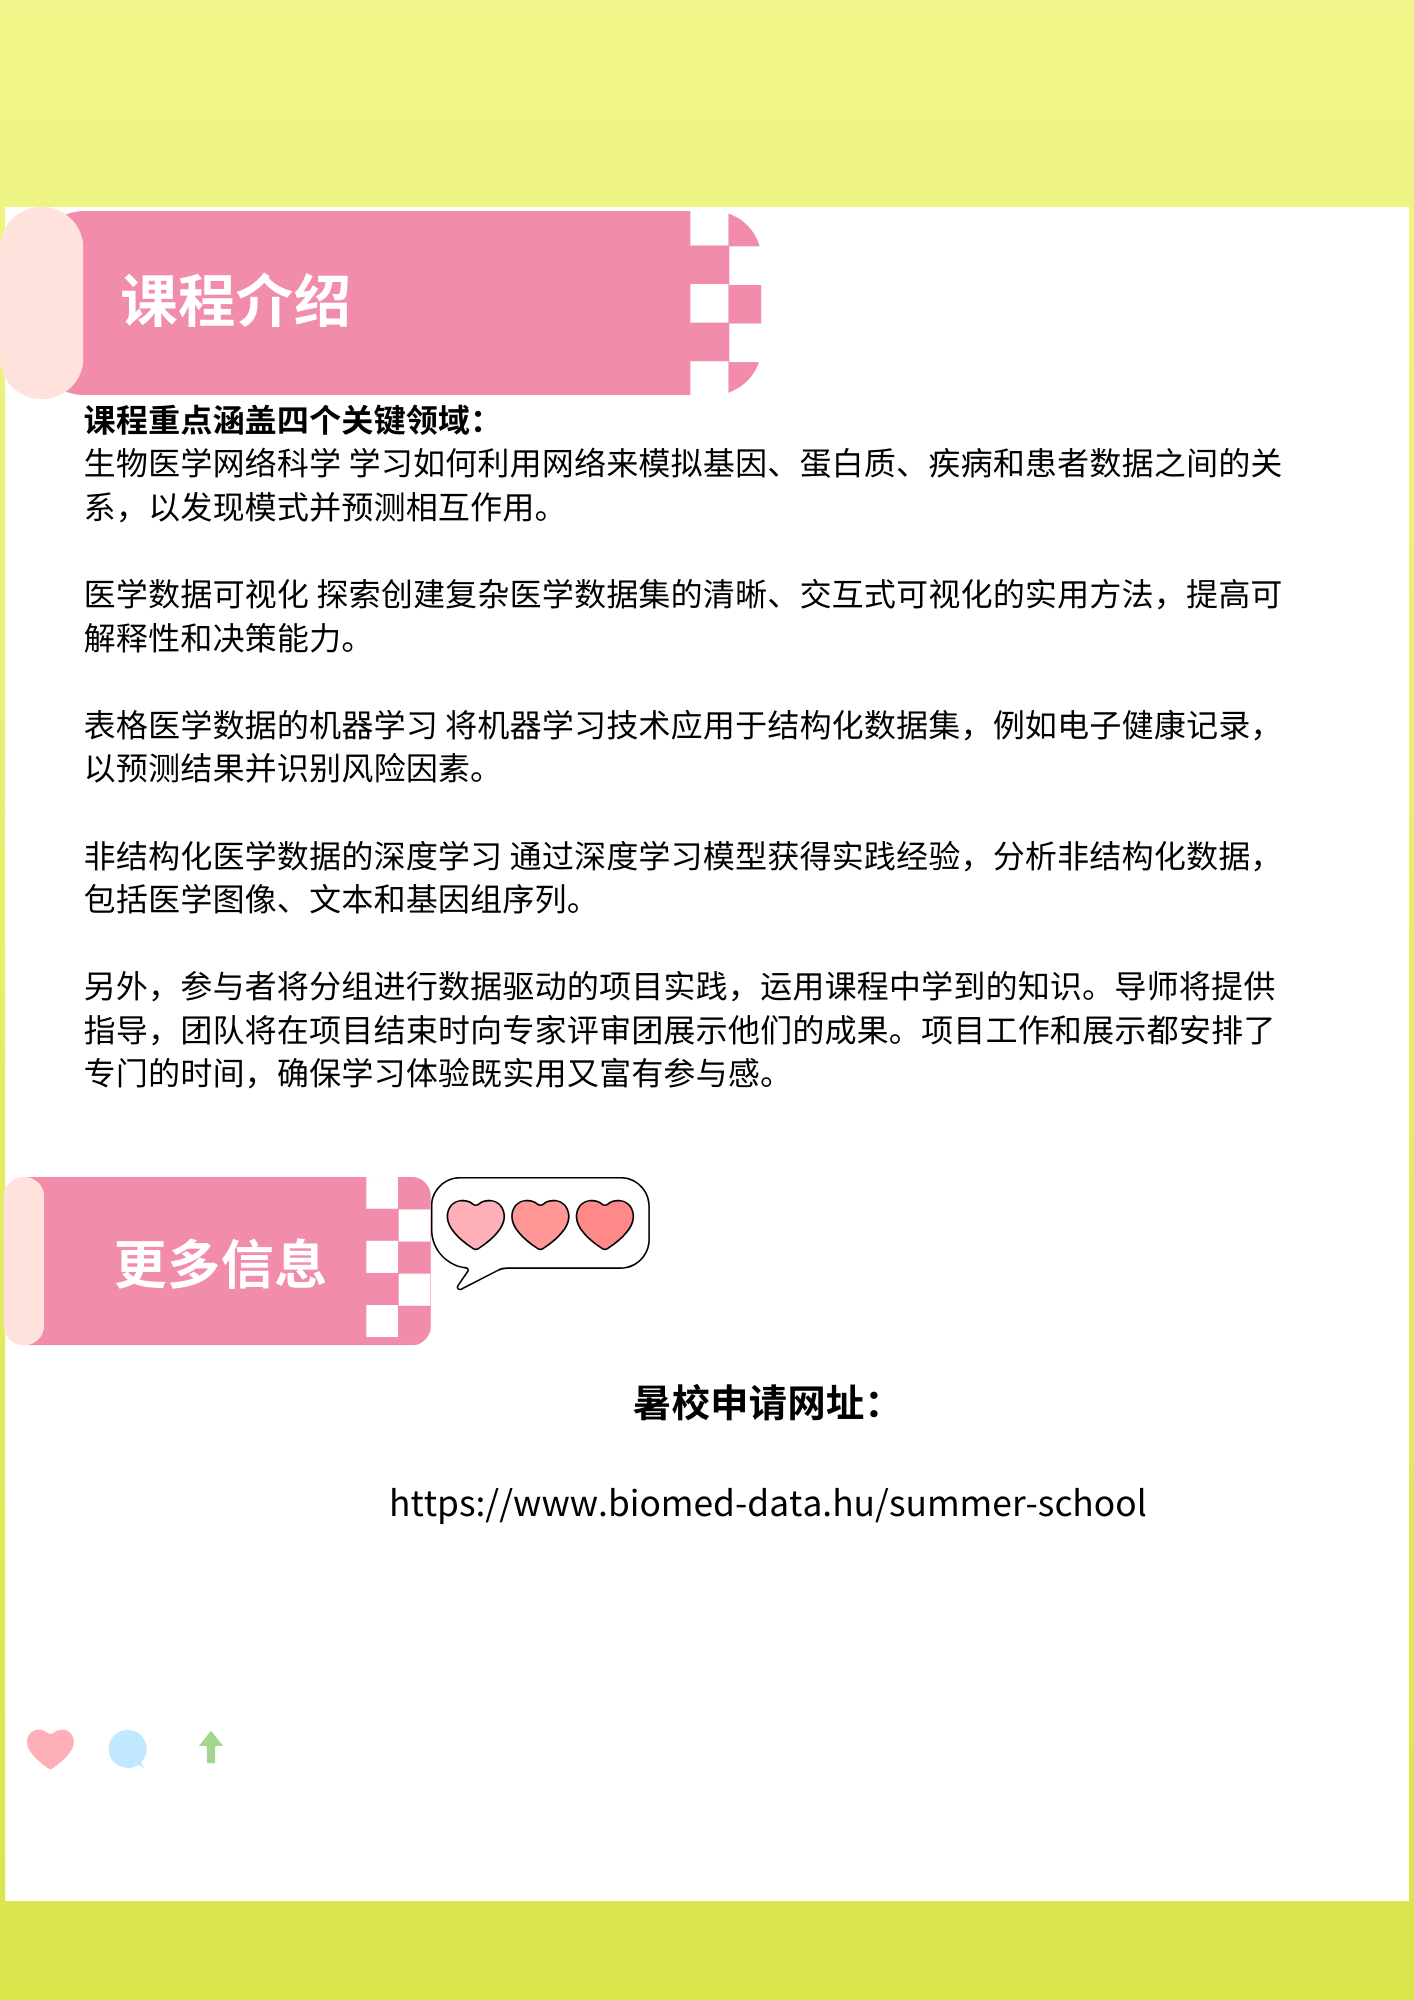 课程介绍
课程重点涵盖四个关键领域：
生物医学网络科学 学习如何利用网络来模拟基因、蛋白质、疾病和患者数据之间的关
系，以发现模式并预测相互作用。
医学数据可视化 探索创建复杂医学数据集的清晰、交互式可视化的实用方法，提高可
解释性和决策能力。
表格医学数据的机器学习 将机器学习技术应用于结构化数据集，例如电子健康记录，
以预测结果并识别风险因素。
非结构化医学数据的深度学习 通过深度学习模型获得实践经验，分析非结构化数据，
包括医学图像、文本和基因组序列。
另外，参与者将分组进行数据驱动的项目实践，运用课程中学到的知识。导师将提供
指导，团队将在项目结束时向专家评审团展示他们的成果。项目工作和展示都安排了
专门的时间，确保学习体验既实用又富有参与感。
更多信息
暑校申请网址：
https://www.biomed-data.hu/summer-school